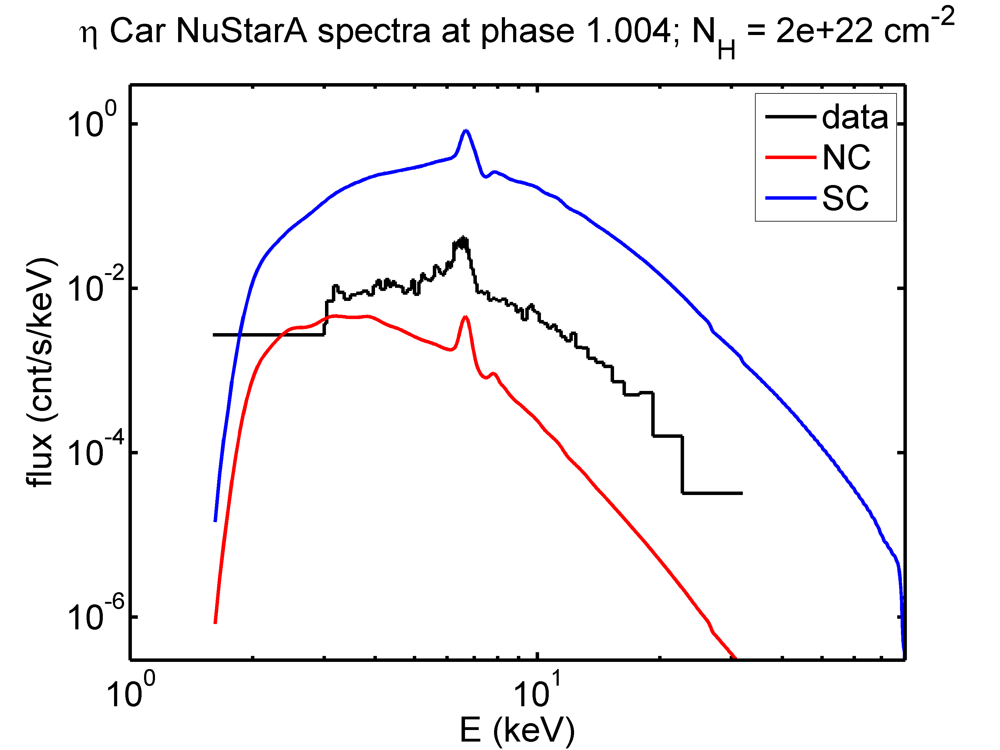 η Car NuStarA spectra at phase 1.004; N_H = 2e+22 cm^-2
data
NC
SC
10^0
10^-2
10^-4
10^-6
flux (cnt/s/keV)
10^0
10^1
E (keV)